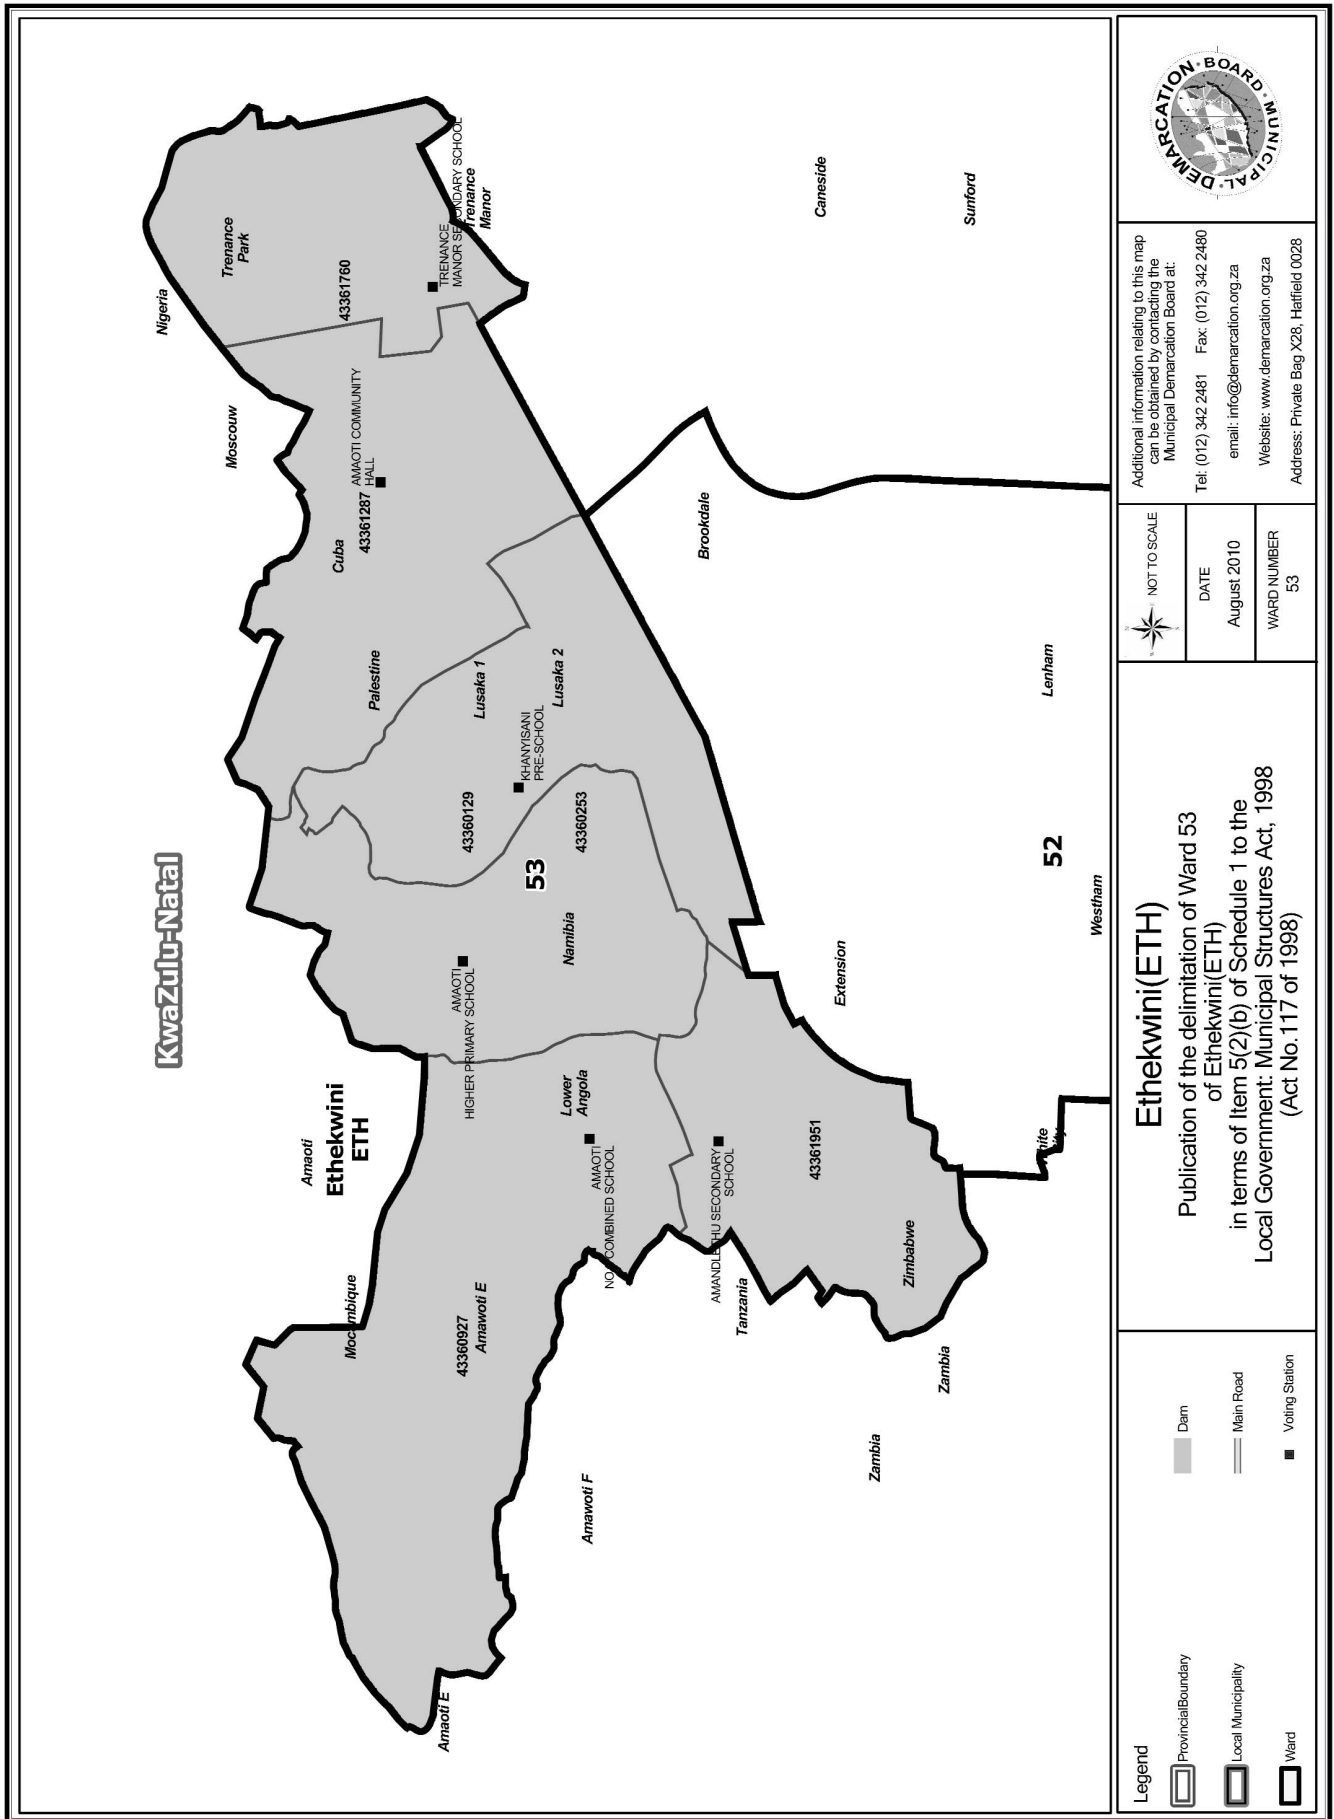 KwaZulu-Natal
Nigeria
Trenance
Park
Moscouw
43361760
TRENANCE
MANOR SECONDARY SCHOOL
Trenance
Manor
AMAOTI COMMUNITY
HALL
43361287
Cuba
Palestine
Lusaka 1
Lusaka 2
KHANYISANI
PRE-SCHOOL
43360129
43360253
53
Namibia
AMAOTI
HIGHER PRIMARY SCHOOL
Amaoti
Ethekwini
ETH
Lower
Angola
AMAOTI
COMBINED SCHOOL
AMANDLETHU SECONDARY
SCHOOL
43361951
Mocambique
43360927
Amawoti E
Tanzania
Zimbabwe
Zambia
Zambia
Amawoti F
Amaoti E
Caneside
Sunford
Brookdale
Lenham
52
Westham
Extension
Legend
ProvincialBoundary
Local Municipality
Ward
Dam
Main Road
Voting Station
Ethekwini(ETH)
Publication of the delimitation of Ward 53
of Ethekwini(ETH)
in terms of Item 5(2)(b) of Schedule 1 to the
Local Government: Municipal Structures Act, 1998
(Act No.117 of 1998)
NOT TO SCALE
DATE
August 2010
WARD NUMBER
53
Additional information relating to this map
can be obtained by contacting the
Municipal Demarcation Board at:
Tel: (012) 342 2481 Fax: (012) 342 2480
email: info@demarcation.org.za
Website: www.demarcation.org.za
Address: Private Bag X28, Hatfield 0028
MUNICIPAL DEMARCATION BOARD